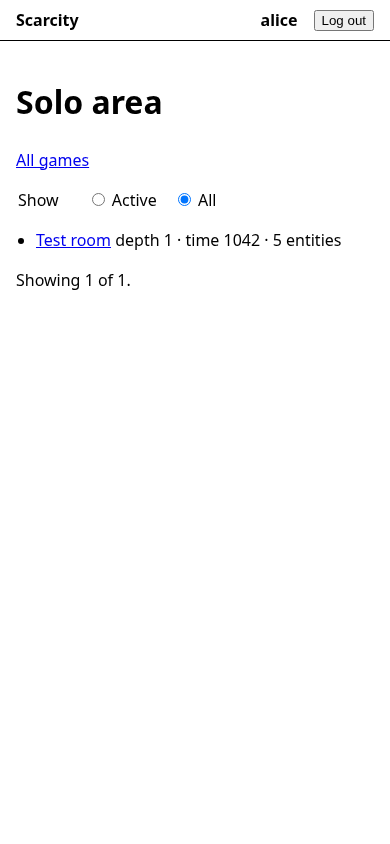 Scarcity alice Log out
Solo area
All games
Show Active All
Test room depth 1 · time 1042 · 5 entities
Showing 1 of 1.